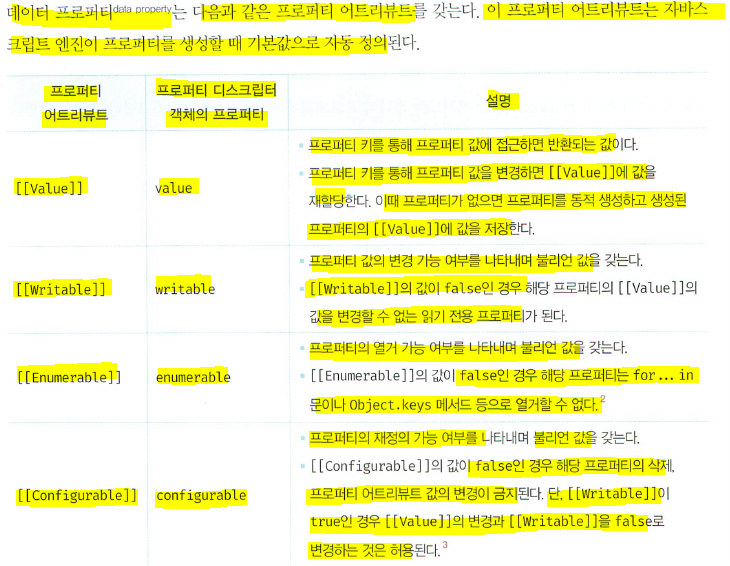 데이터 프로퍼티data property는 다음과 같은 프로퍼티 어트리뷰트를 갖는다. 이 프로퍼티 어트리뷰트는 자바스
크립트 엔진이 프로퍼티를 생성할 때 기본값으로 자동 정의된다.
프로퍼티
어트리뷰트
프로퍼티 디스크립터
객체의 프로퍼티
설명
[[Value]]
value
▪ 프로퍼티 키를 통해 프로퍼티 값에 접근하면 반환되는 값이다.
▪ 프로퍼티 키를 통해 프로퍼티 값을 변경하면 [[Value]]에 값을
재할당한다. 이때 프로퍼티가 없으면 프로퍼티를 동적 생성하고 생성된
프로퍼티의 [[Value]]에 값을 저장한다.
[[Writable]]
writable
▪ 프로퍼티 값의 변경 가능 여부를 나타내며 불리언 값을 갖는다.
▪ [[Writable]]의 값이 false인 경우 해당 프로퍼티의 [[Value]]의
값을 변경할 수 없는 읽기 전용 프로퍼티가 된다.
[[Enumerable]]
enumerable
▪ 프로퍼티의 열거 가능 여부를 나타내며 불리언 값을 갖는다.
▪ [[Enumerable]]의 값이 false인 경우 해당 프로퍼티는 for...in
문이나 Object.keys 메서드 등으로 열거할 수 없다.2
[[Configurable]]
configurable
▪ 프로퍼티의 재정의 가능 여부를 나타내며 불리언 값을 갖는다.
▪ [[Configurable]]의 값이 false인 경우 해당 프로퍼티의 삭제,
프로퍼티 어트리뷰트 값의 변경이 금지된다. 단, [[Writable]]이
true인 경우 [[Value]]의 변경과 [[Writable]]을 false로
변경하는 것은 허용된다.3